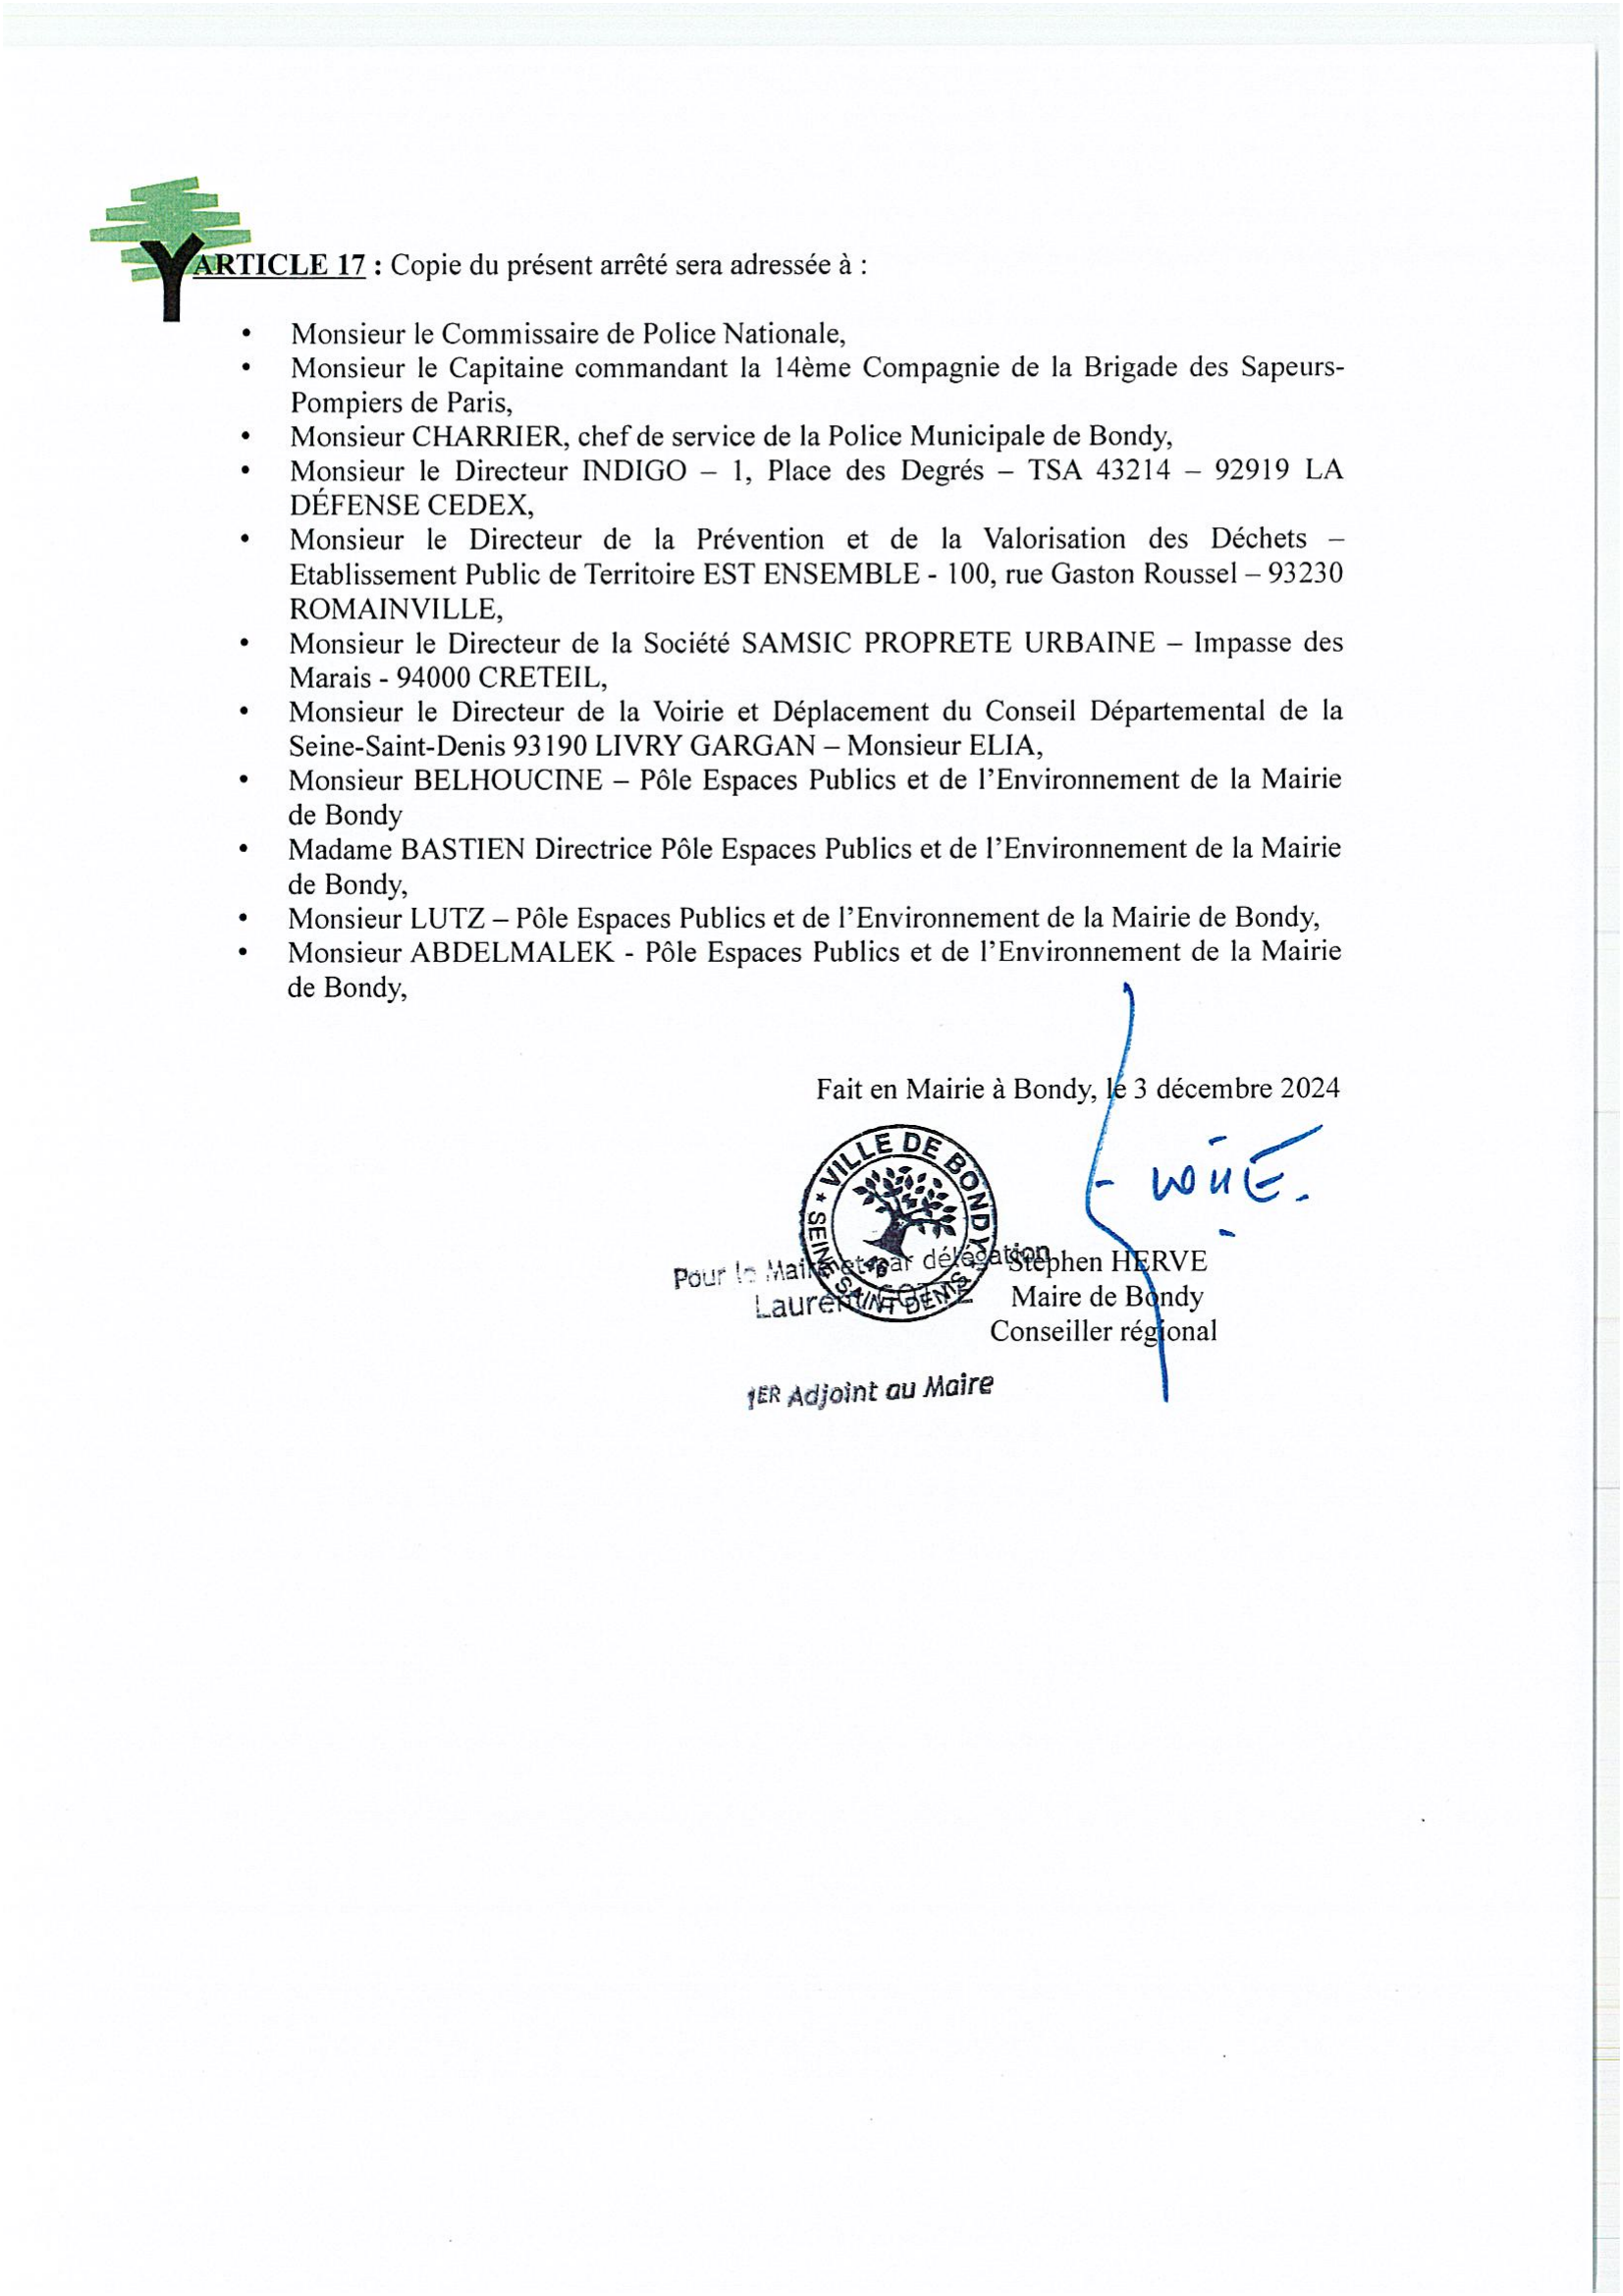 ARTICLE 17 : Copie du présent arrêté sera adressée à :
• Monsieur le Commissaire de Police Nationale,
• Monsieur le Capitaine commandant la 14ème Compagnie de la Brigade des Sapeurs-
Pompiers de Paris,
• Monsieur CHARRIER, chef de service de la Police Municipale de Bondy,
• Monsieur le Directeur INDIGO – 1, Place des Degrés – TSA 43214 – 92919 LA
DÉFENSE CEDEX,
• Monsieur le Directeur de la Prévention et de la Valorisation des Déchets –
Etablissement Public de Territoire EST ENSEMBLE - 100, rue Gaston Roussel – 93230
ROMAINVILLE,
• Monsieur le Directeur de la Société SAMSIC PROPRETE URBAINE – Impasse des
Marais - 94000 CRETEIL,
• Monsieur le Directeur de la Voirie et Déplacement du Conseil Départemental de la
Seine-Saint-Denis 93190 LIVRY GARGAN – Monsieur ELIA,
• Monsieur BELHOUCINE – Pôle Espaces Publics et de l’Environnement de la Mairie
de Bondy
• Madame BASTIEN Directrice Pôle Espaces Publics et de l’Environnement de la Mairie
de Bondy,
• Monsieur LUTZ – Pôle Espaces Publics et de l’Environnement de la Mairie de Bondy,
• Monsieur ABDELMALEK - Pôle Espaces Publics et de l’Environnement de la Mairie
de Bondy,
Fait en Mairie à Bondy, le 3 décembre 2024
VILLE DE BONDY
SEINE SAINT DENIS
Pour le Maire et par délégation
Laurent
1ER Adjoint au Maire
Stephen HERVE
Maire de Bondy
Conseiller régional